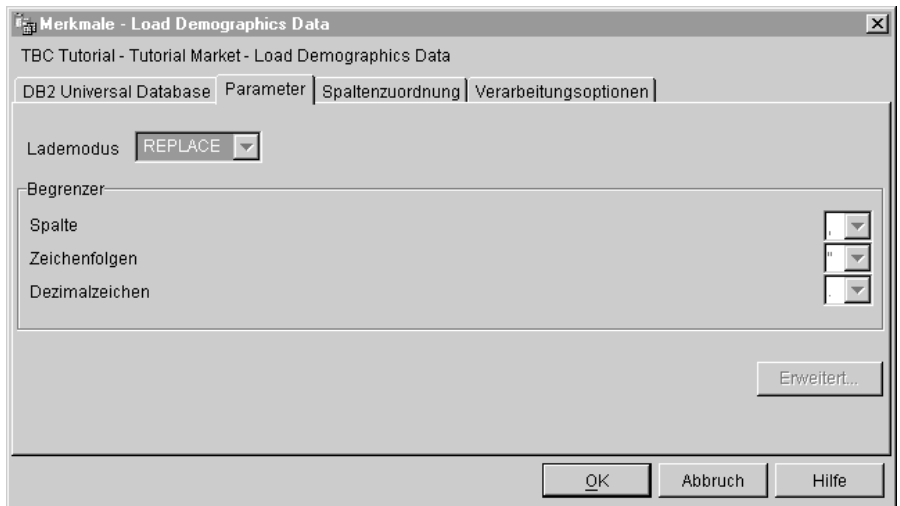 Merkmale - Load Demographics Data
TBC Tutorial - Tutorial Market - Load Demographics Data
DB2 Universal Database Parameter Spaltenzuordnung Verarbeitungsoptionen
Lademodus REPLACE
Begrenzer
Spalte ,
Zeichenfolgen "
Dezimalzeichen .
Erweitert...
OK Abbruch Hilfe